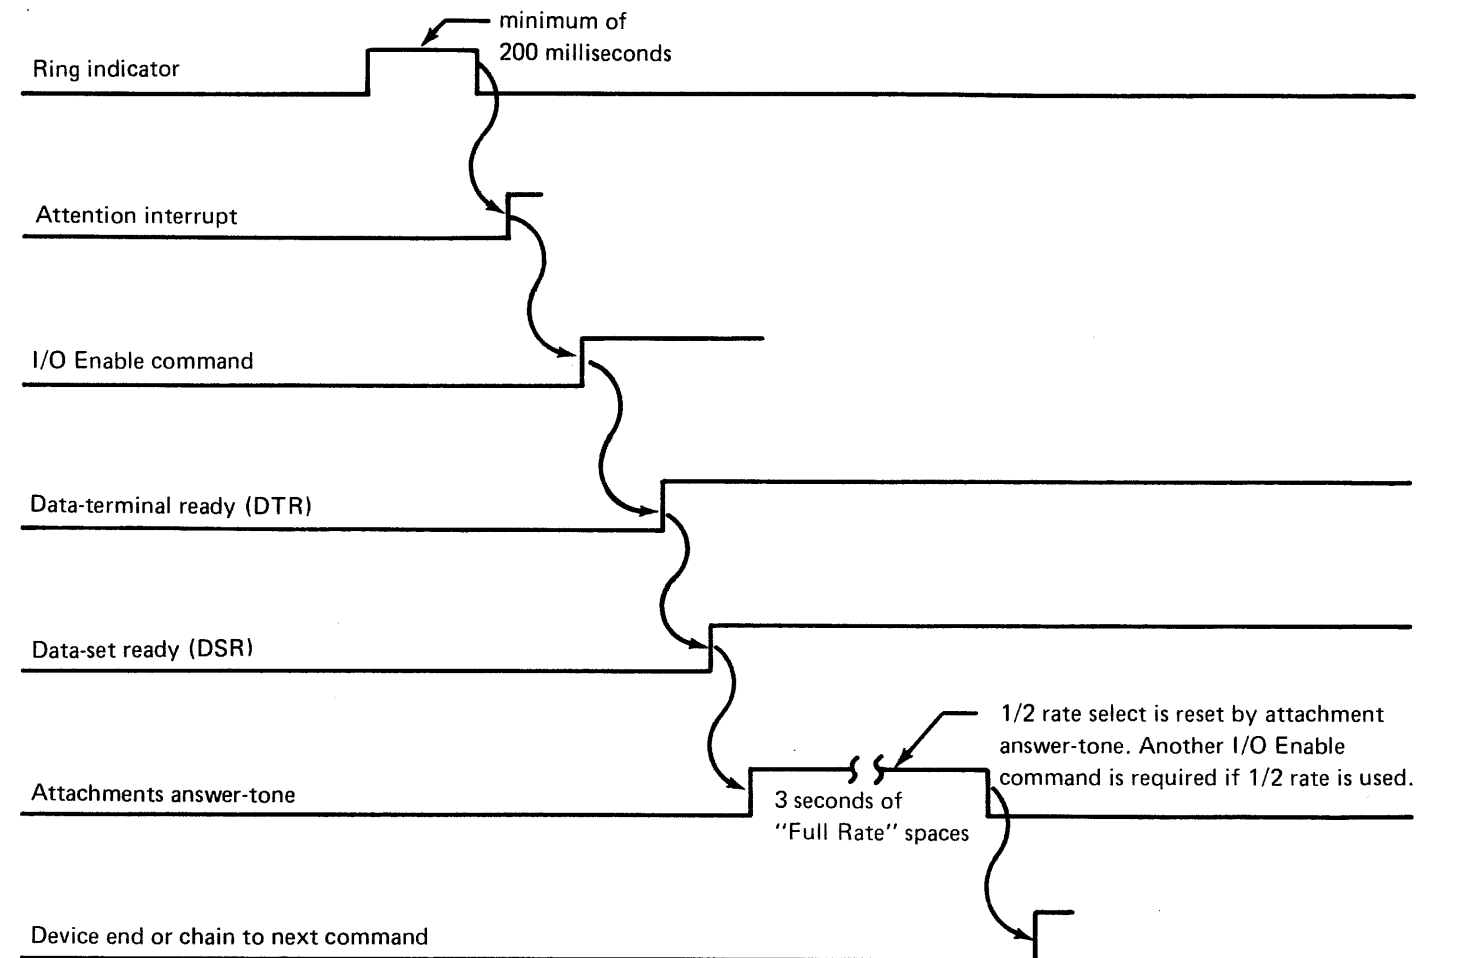 minimum of
200 milliseconds
Ring indicator
Attention interrupt
I/O Enable command
Data-terminal ready (DTR)
Data-set ready (DSR)
1/2 rate select is reset by attachment
answer-tone. Another I/O Enable
command is required if 1/2 rate is used.
Attachments answer-tone
3 seconds of
"Full Rate" spaces
Device end or chain to next command